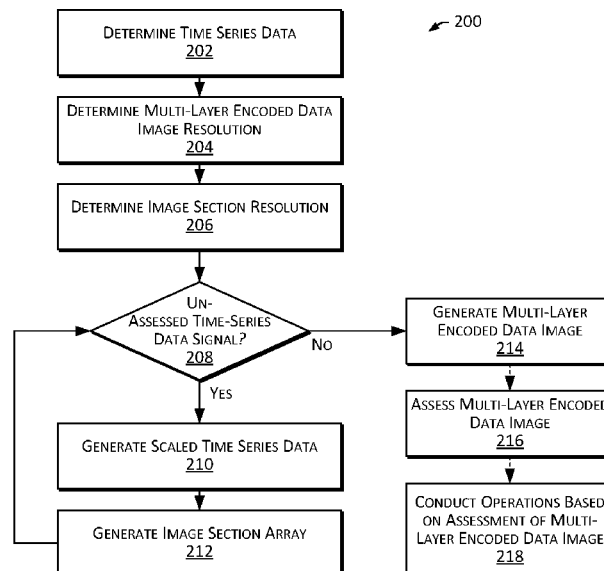 200
DETERMINE TIME SERIES DATA
202
DETERMINE MULTI-LAYER ENCODED DATA
IMAGE RESOLUTION
204
DETERMINE IMAGE SECTION RESOLUTION
206
UN-
ASSESSED TIME-SERIES
DATA SIGNAL?
208
NO
YES
GENERATE SCALED TIME SERIES DATA
210
GENERATE IMAGE SECTION ARRAY
212
GENERATE MULTI-LAYER
ENCODED DATA IMAGE
214
ASSESS MULTI-LAYER ENCODED
DATA IMAGE
216
CONDUCT OPERATIONS BASED
ON ASSESSMENT OF MULTI-
LAYER ENCODED DATA IMAGE
218